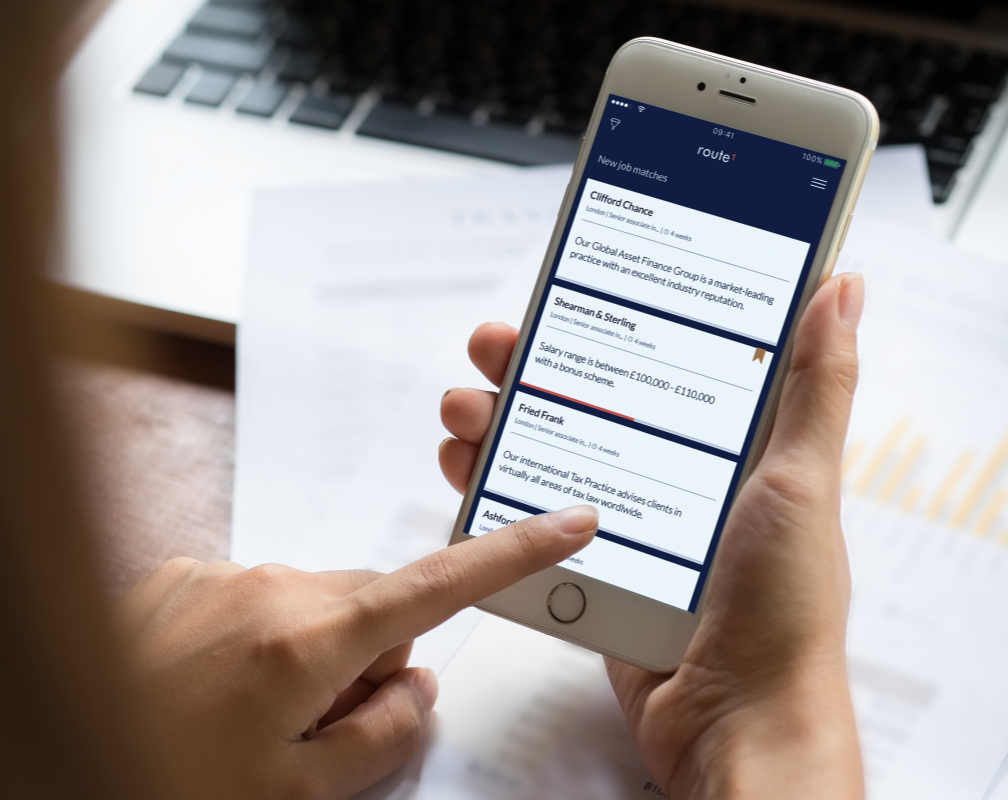 09:41
100%
route¹
New job matches
Clifford Chance
London | Senior associate in... | 4 weeks
Our Global Asset Finance Group is a market-leading
practice with an excellent industry reputation.
Shearman & Sterling
London | Senior associate in... | 4 weeks
Salary range is between £100,000 - £110,000
with a bonus scheme.
Fried Frank
London | Senior associate in... | 4 weeks
Our international Tax Practice advises clients in
virtually all areas of tax law wordlwide.
Ashford
weeks